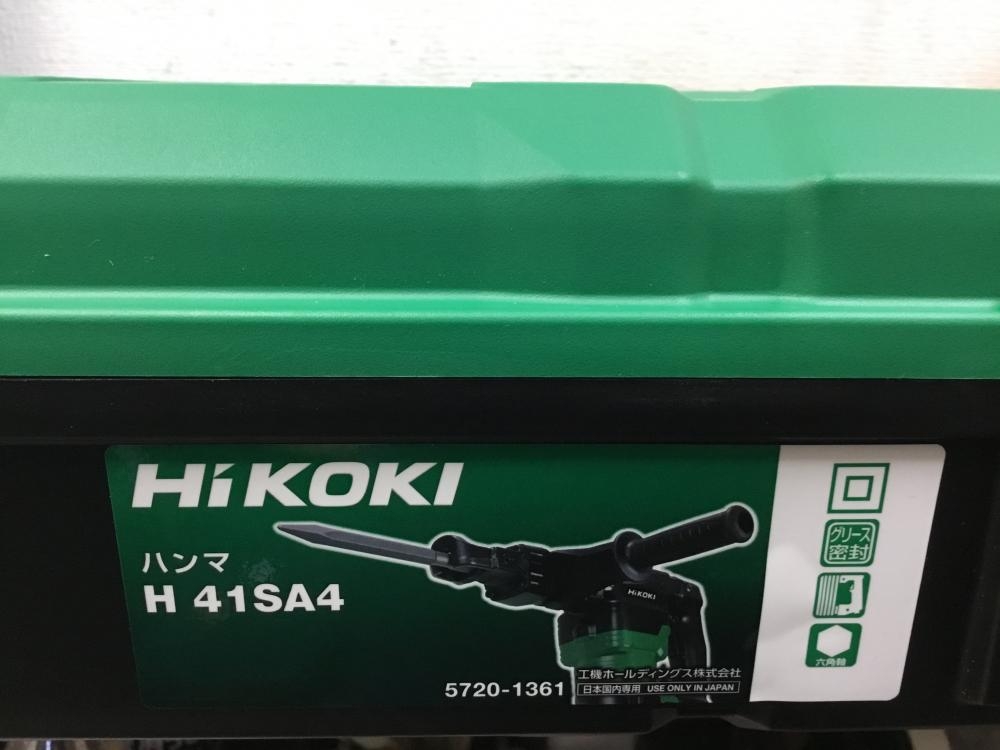 HiKOKI
ハンマ
H 41SA4
HiKOKI
5720-1361
工機ホールディングス株式会社
日本国内専用 USE ONLY IN JAPAN
グリース
密封
六角軸